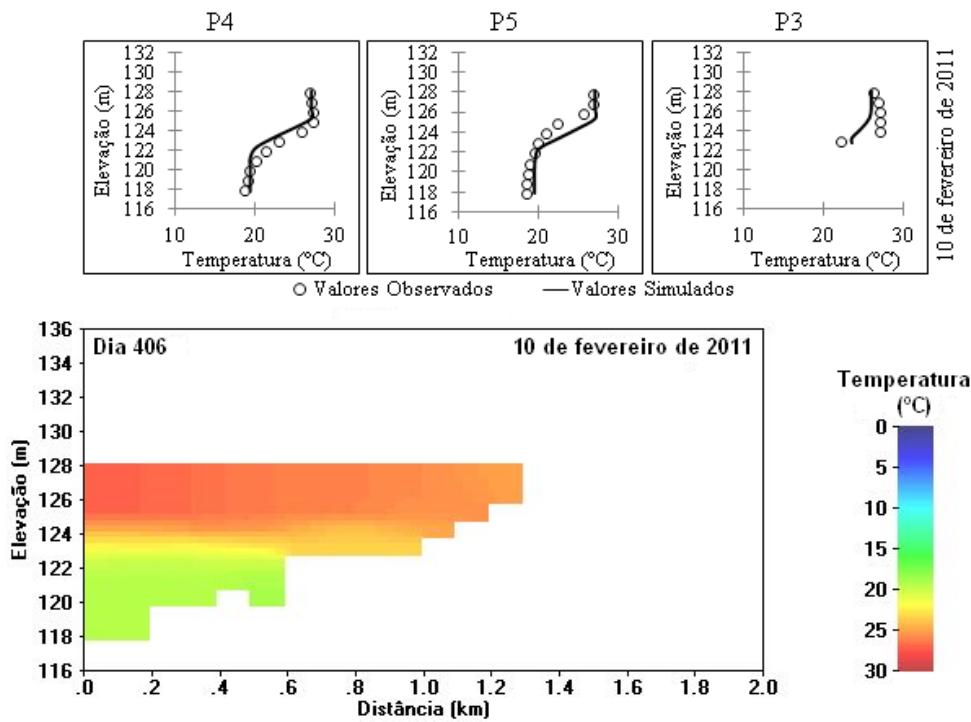 P4 P5 P3
132 132 132
130 130 130
128 128 128
126 126 126
124 124 124
122 122 122
120 120 120
118 118 118
116 116 116
Elevação (m) Elevação (m) Elevação (m)
10 20 30 10 20 30 10 20 30
Temperatura (°C) Temperatura (°C) Temperatura (°C)
10 de fevereiro de 2011
Valores Observados Valores Simulados
136
134
132
130
128
126
124
122
120
118
116
Elevação (m)
Dia 406 10 de fevereiro de 2011
.0 .2 .4 .6 .8 1.0 1.2 1.4 1.6 1.8 2.0
Distância (km)
Temperatura
(°C)
0
5
10
15
20
25
30